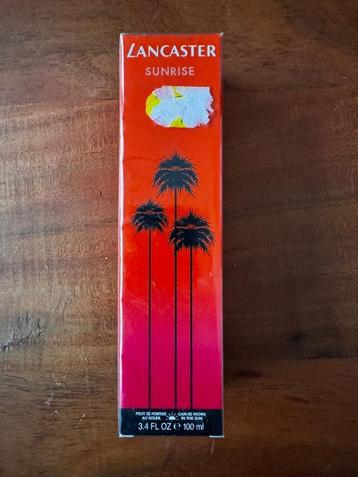 LANCASTER
SUNRISE
PEUT SE PORTER CAN BE WORN
AU SOLEIL IN THE SUN
3.4 FL OZ e 100 ml